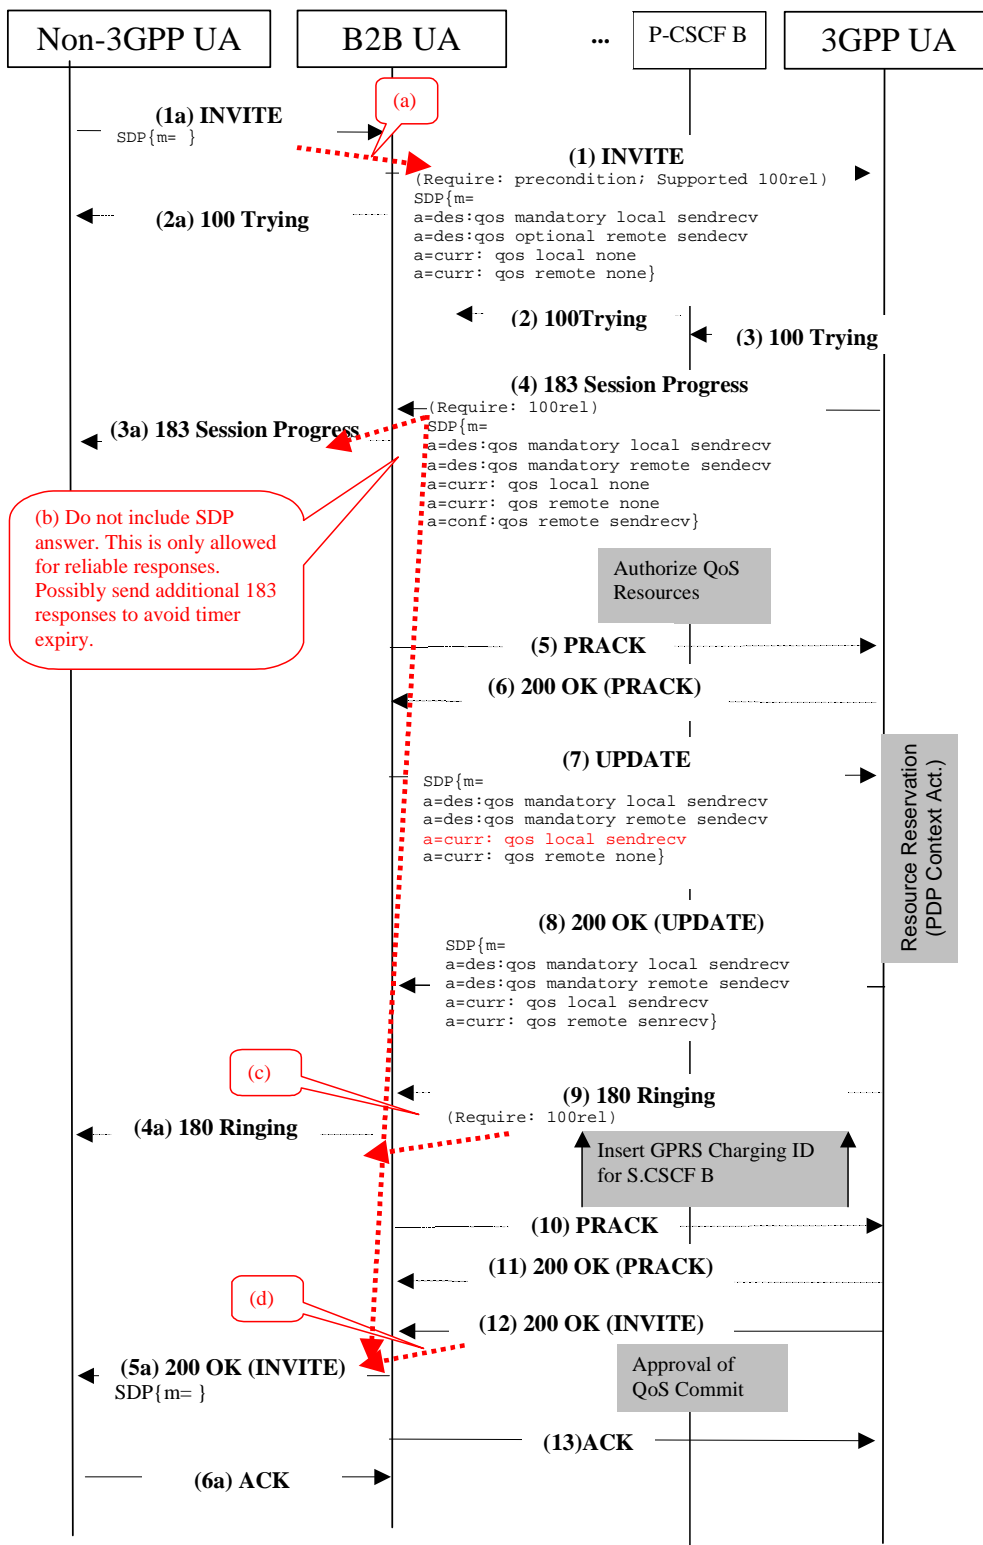 Non-3GPP UA
B2B UA
...
P-CSCF B
3GPP UA
(a)
(1a) INVITE
SDP{m= }
(1) INVITE
(Require: precondition; Supported 100rel)
SDP{m=
a=des:qos mandatory local sendrecv
a=des:qos optional remote sendecv
a=curr: qos local none
a=curr: qos remote none}
(2a) 100 Trying
(2) 100Trying
(3) 100 Trying
(4) 183 Session Progress
(Require: 100rel)
SDP{m=
a=des:qos mandatory local sendrecv
a=des:qos mandatory remote sendecv
a=curr: qos local none
a=curr: qos remote none
a=conf:qos remote sendrecv}
(3a) 183 Session Progress
(b) Do not include SDP
answer. This is only allowed
for reliable responses.
Possibly send additional 183
responses to avoid timer
expiry.
Authorize QoS
Resources
(5) PRACK
(6) 200 OK (PRACK)
(7) UPDATE
SDP{m=
a=des:qos mandatory local sendrecv
a=des:qos mandatory remote sendecv
a=curr: qos local sendrecv
a=curr: qos remote none}
Resource Reservation
(PDP Context Act.)
(8) 200 OK (UPDATE)
SDP{m=
a=des:qos mandatory local sendrecv
a=des:qos mandatory remote sendecv
a=curr: qos local sendrecv
a=curr: qos remote senrecv}
(c)
(9) 180 Ringing
(Require: 100rel)
(4a) 180 Ringing
Insert GPRS Charging ID
for S.CSCF B
(10) PRACK
(11) 200 OK (PRACK)
(d)
(12) 200 OK (INVITE)
(5a) 200 OK (INVITE)
SDP{m= }
Approval of
QoS Commit
(13)ACK
(6a) ACK